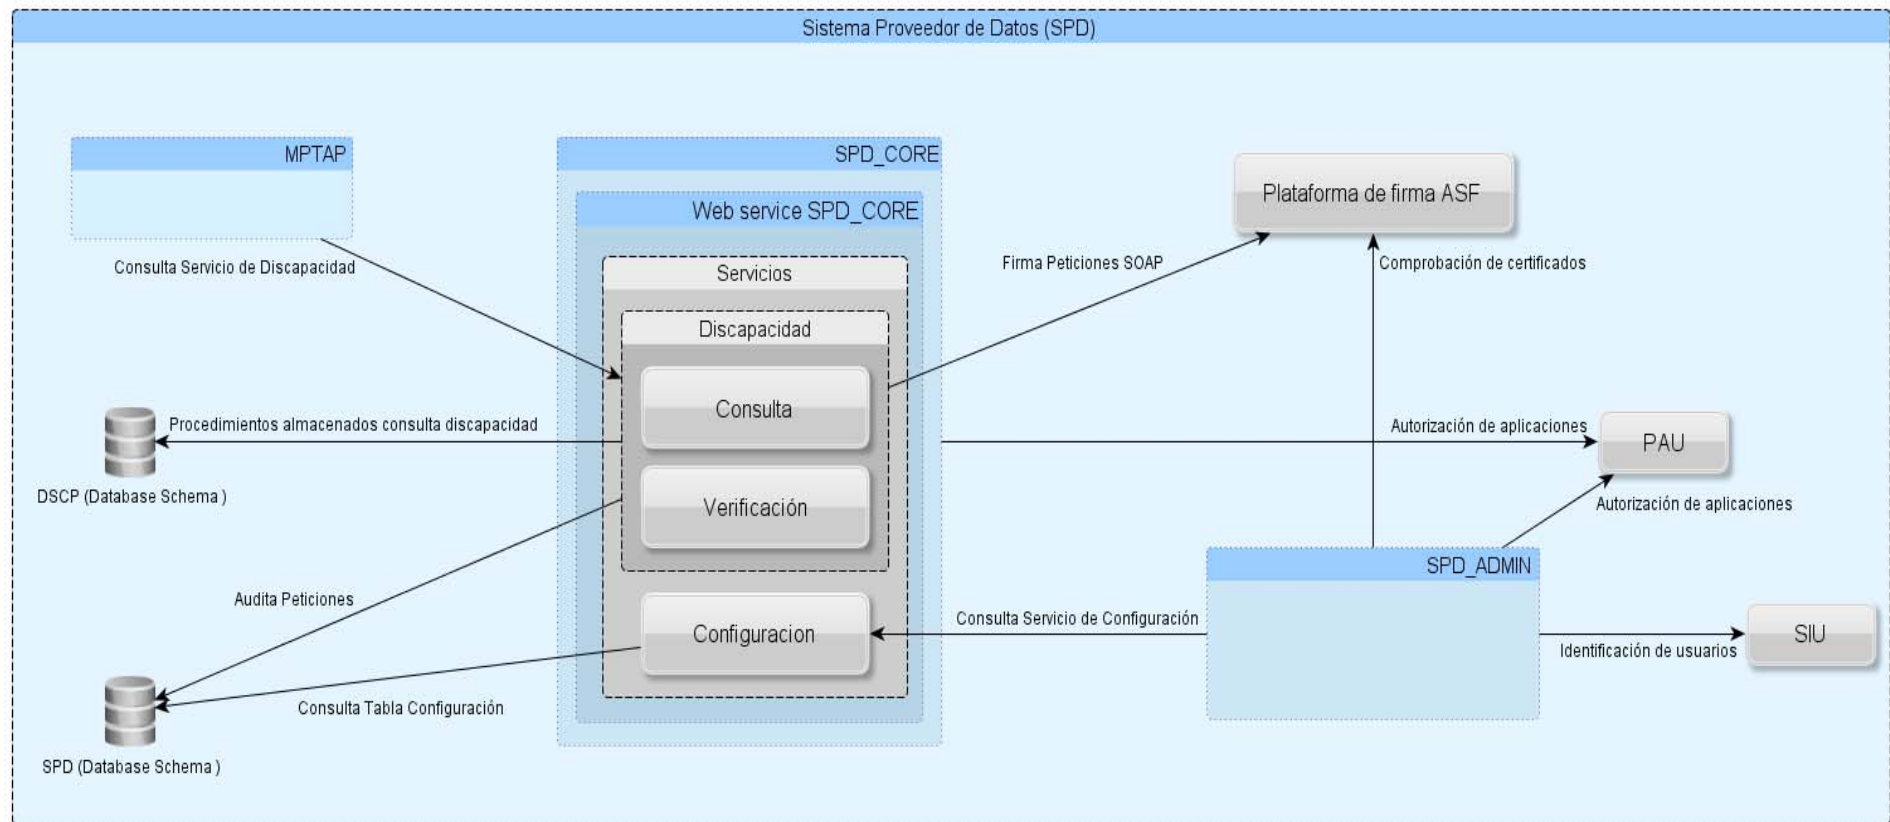 Sistema Proveedor de Datos (SPD)
MPTAP
SPD_CORE
Web service SPD_CORE
Plataforma de firma ASF
Consulta Servicio de Discapacidad
Firma Peticiones SOAP
Comprobación de certificados
Servicios
Discapacidad
Consulta
Procedimientos almacenados consulta discapacidad
Autorización de aplicaciones
PAU
DSCP (Database Schema )
Verificación
Autorización de aplicaciones
SPD_ADMIN
Audita Peticiones
Configuracion
Consulta Servicio de Configuración
SIU
Identificación de usuarios
Consulta Tabla Configuración
SPD (Database Schema )